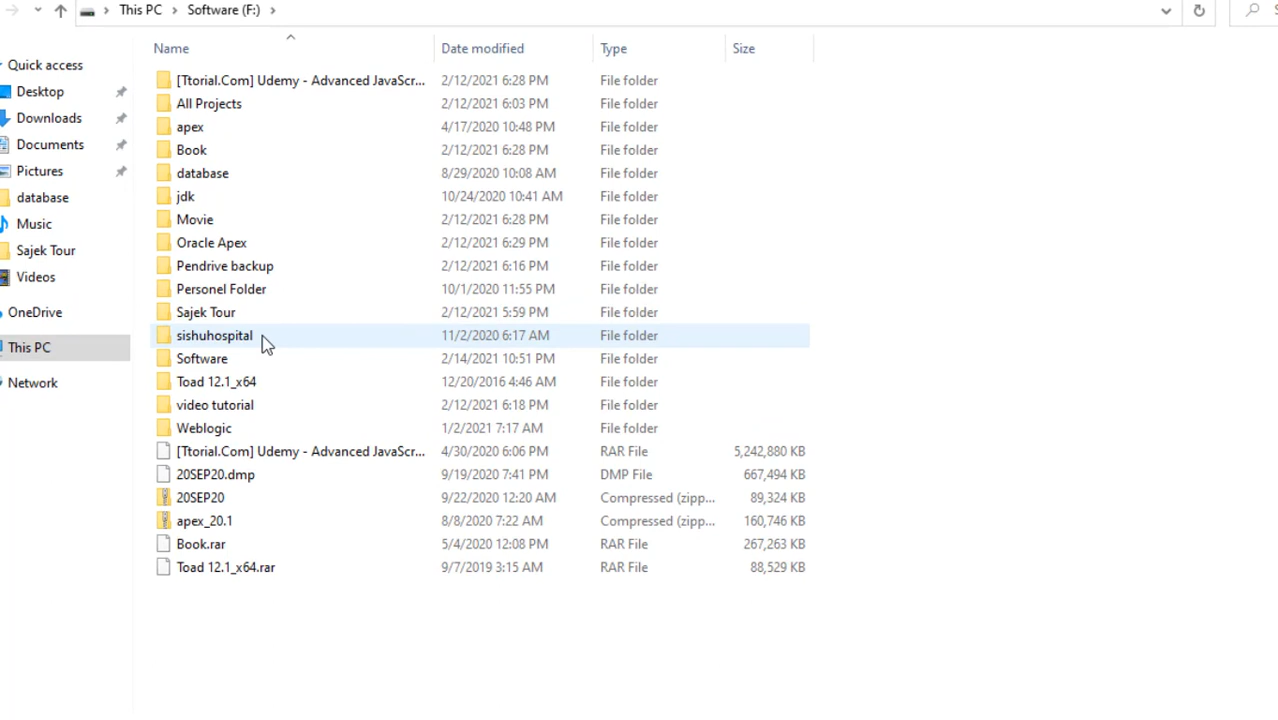 This PC > Software (F:) >
Name Date modified Type Size
Quick access
Desktop
Downloads
Documents
Pictures
database
Music
Sajek Tour
Videos
OneDrive
This PC
Network
[Ttorial.Com] Udemy - Advanced JavaScr... 2/12/2021 6:28 PM File folder
All Projects 2/12/2021 6:03 PM File folder
apex 4/17/2020 10:48 PM File folder
Book 2/12/2021 6:28 PM File folder
database 8/29/2020 10:08 AM File folder
jdk 10/24/2020 10:41 AM File folder
Movie 2/12/2021 6:28 PM File folder
Oracle Apex 2/12/2021 6:29 PM File folder
Pendrive backup 2/12/2021 6:16 PM File folder
Personel Folder 10/1/2020 11:55 PM File folder
Sajek Tour 2/12/2021 5:59 PM File folder
sishuhospital 11/2/2020 6:17 AM File folder
Software 2/14/2021 10:51 PM File folder
Toad 12.1_x64 12/20/2016 4:46 AM File folder
video tutorial 2/12/2021 6:18 PM File folder
Weblogic 1/2/2021 7:17 AM File folder
[Ttorial.Com] Udemy - Advanced JavaScr... 4/30/2020 6:06 PM RAR File 5,242,880 KB
20SEP20.dmp 9/19/2020 7:41 PM DMP File 667,494 KB
20SEP20 9/22/2020 12:20 AM Compressed (zipp... 89,324 KB
apex_20.1 8/8/2020 7:22 AM Compressed (zipp... 160,746 KB
Book.rar 5/4/2020 12:08 PM RAR File 267,263 KB
Toad 12.1_x64.rar 9/7/2019 3:15 AM RAR File 88,529 KB